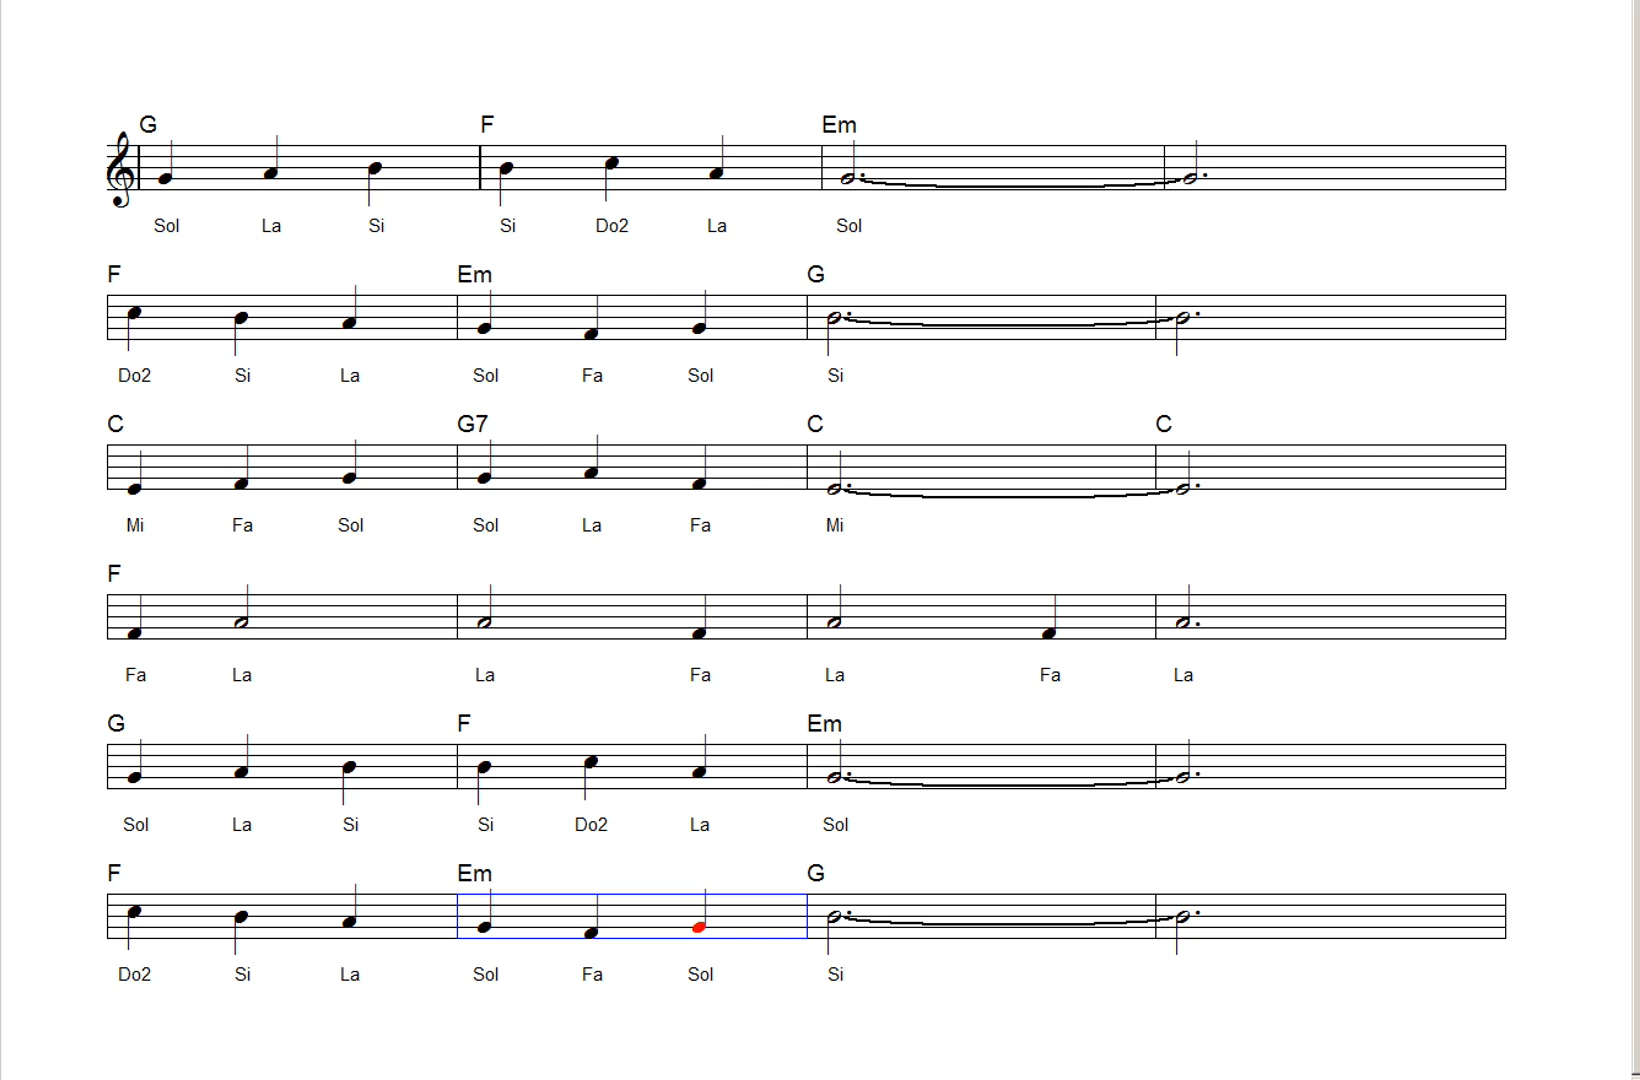 G F Em
Sol La Si Si Do2 La Sol
F Em G
Do2 Si La Sol Fa Sol Si
C G7 C C
Mi Fa Sol Sol La Fa Mi
F
Fa La La Fa La Fa La
G F Em
Sol La Si Si Do2 La Sol
F Em G
Do2 Si La Sol Fa Sol Si